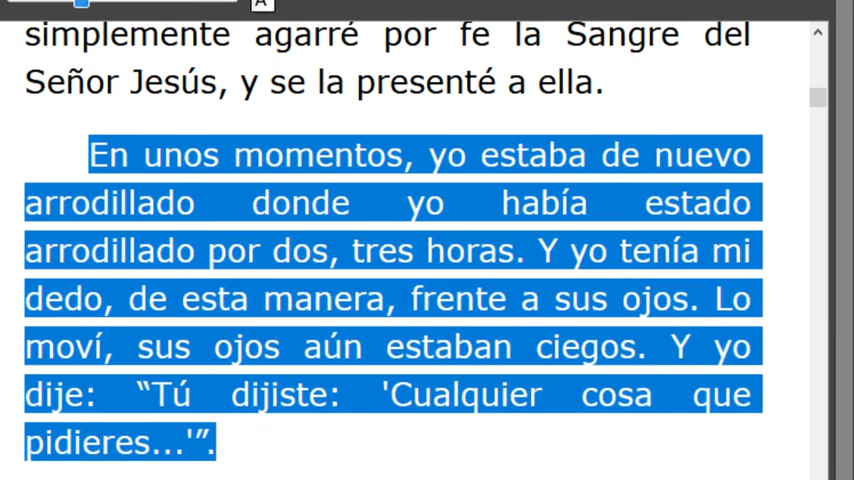 A
simplemente agarré por fe la Sangre del
Señor Jesús, y se la presenté a ella.
En unos momentos, yo estaba de nuevo
arrodillado donde yo había estado
arrodillado por dos, tres horas. Y yo tenía mi
dedo, de esta manera, frente a sus ojos. Lo
moví, sus ojos aún estaban ciegos. Y yo
dije: “Tú dijiste: 'Cualquier cosa que
pidieres...'”.